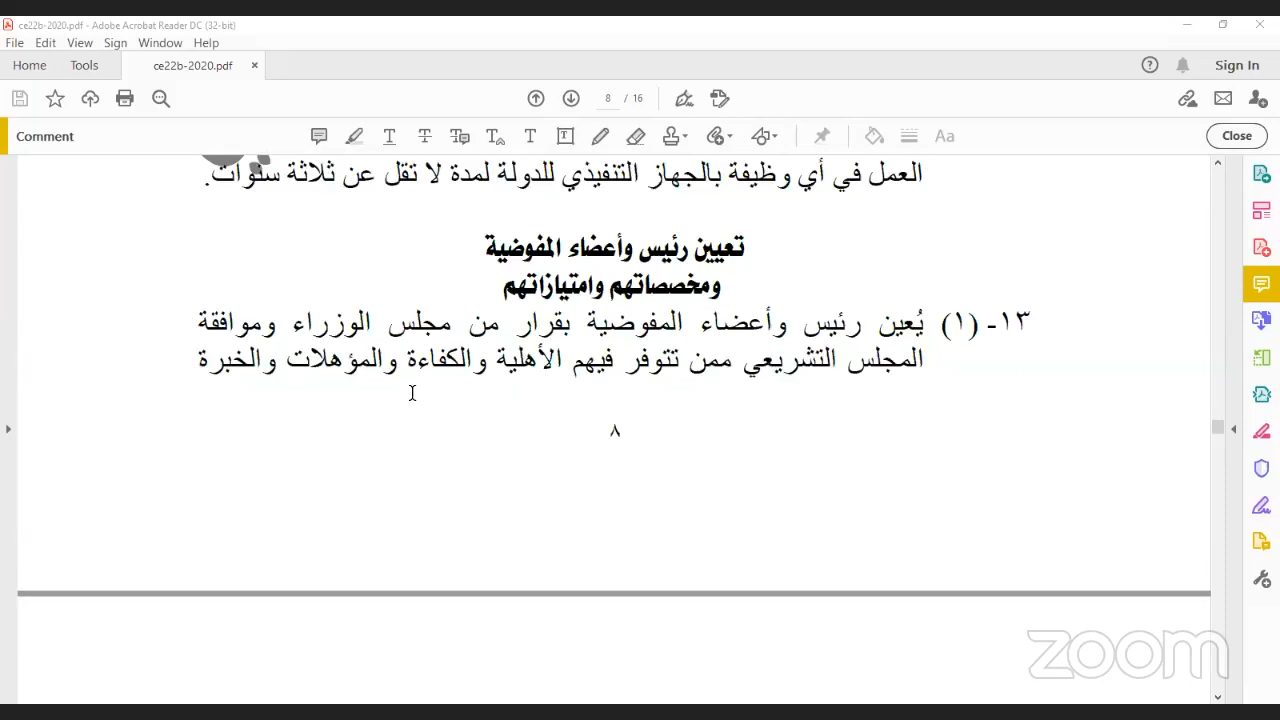 ce22b-2020.pdf - Adobe Acrobat Reader DC (32-bit)
File Edit View Sign Window Help
Home Tools ce22b-2020.pdf × Sign In
8 / 16
Comment Aa Close
العمل في أي وظيفة بالجهاز التنفيذي للدولة لمدة لا تقل عن ثلاثة سنوات.
تعيين رئيس وأعضاء المفوضية
ومخصصاتهم وامتيازاتهم
١٣- (١) يُعين رئيس وأعضاء المفوضية بقرار من مجلس الوزراء وموافقة
المجلس التشريعي ممن تتوفر فيهم الأهلية والكفاءة والمؤهلات والخبرة
٨
zoom